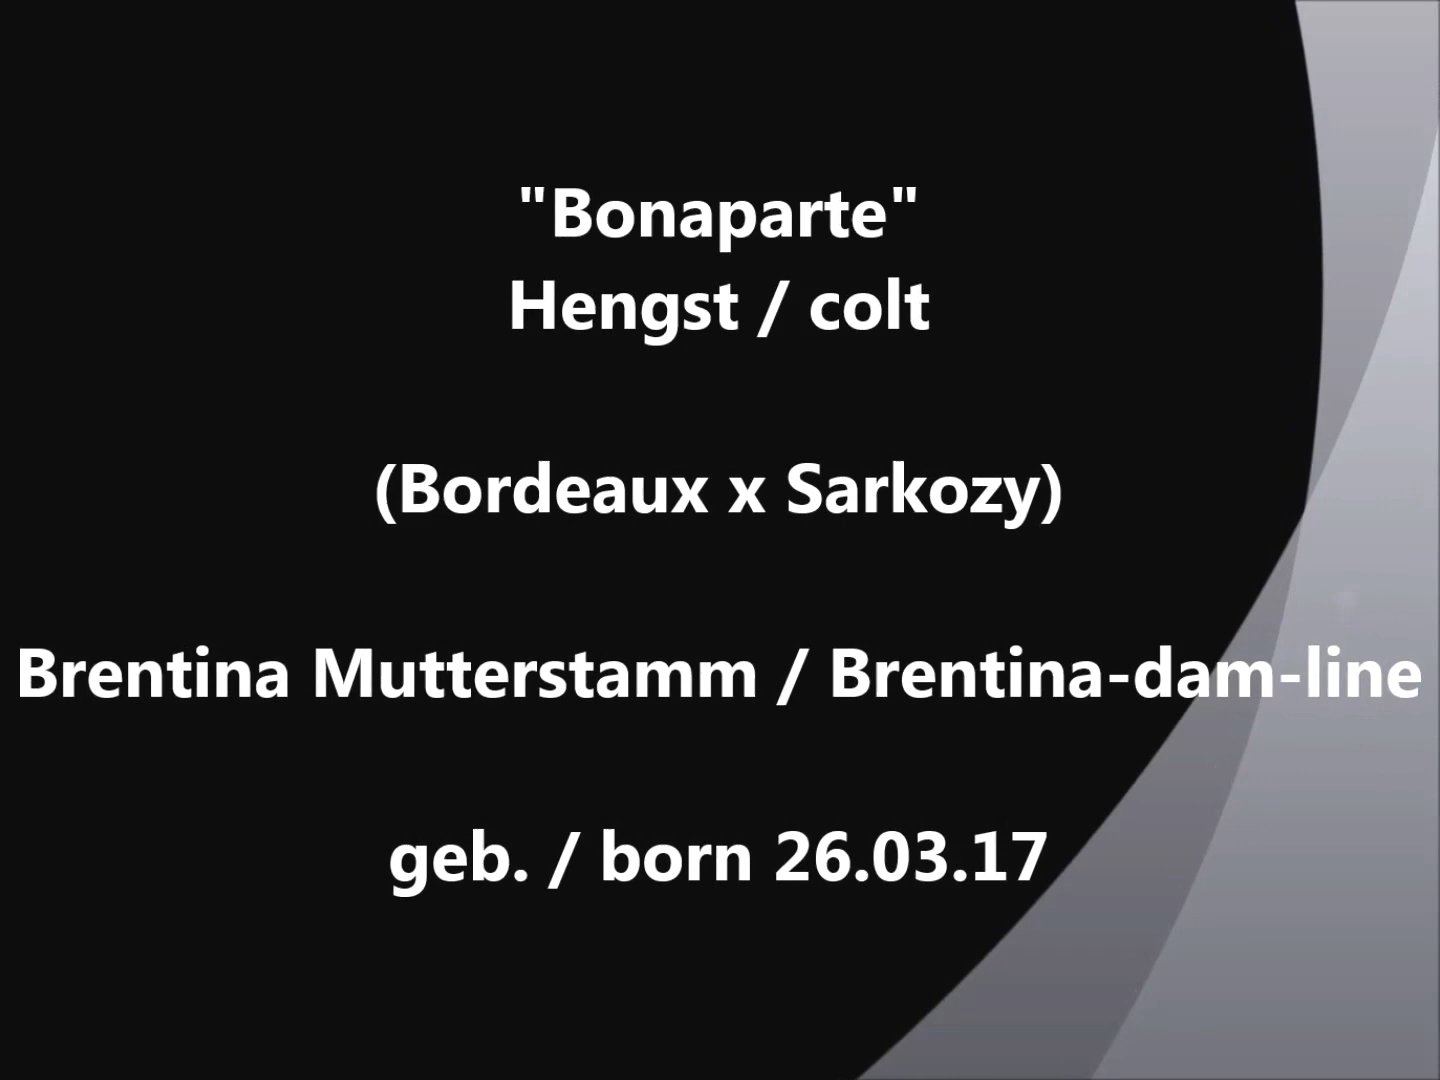 "Bonaparte"
Hengst / colt
(Bordeaux x Sarkozy)
Brentina Mutterstamm / Brentina-dam-line
geb. / born 26.03.17